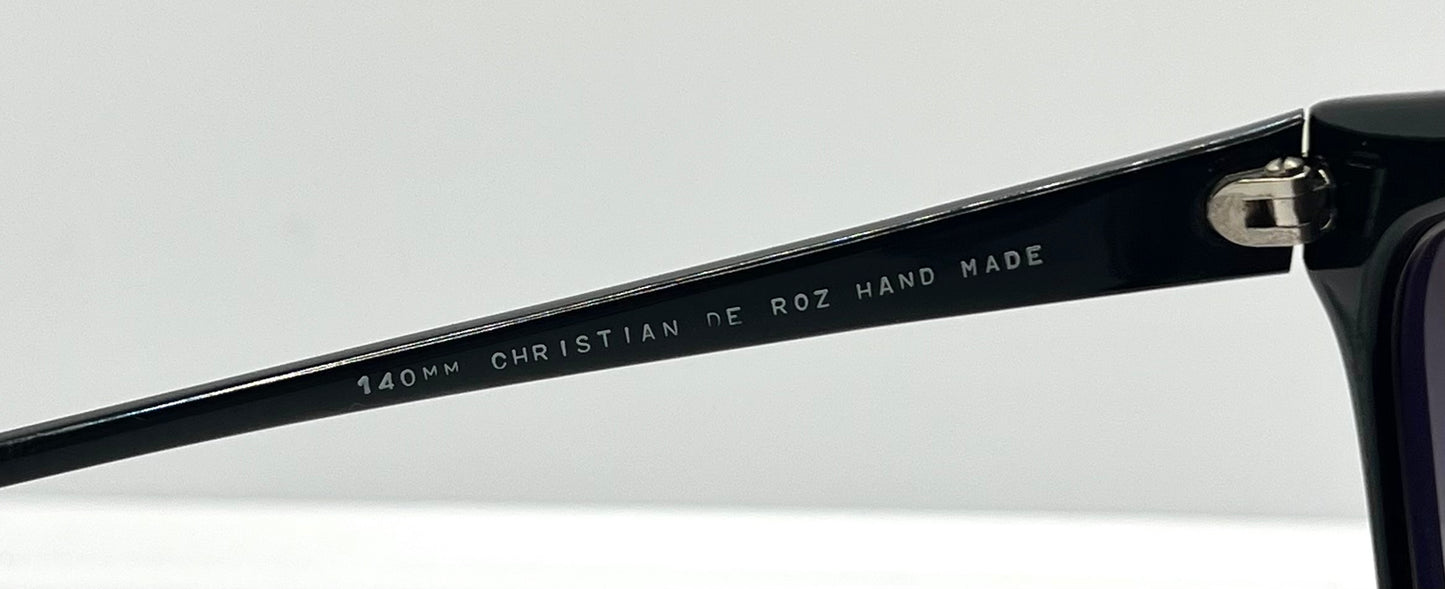 140MM CHRISTIAN DE ROZ HAND MADE